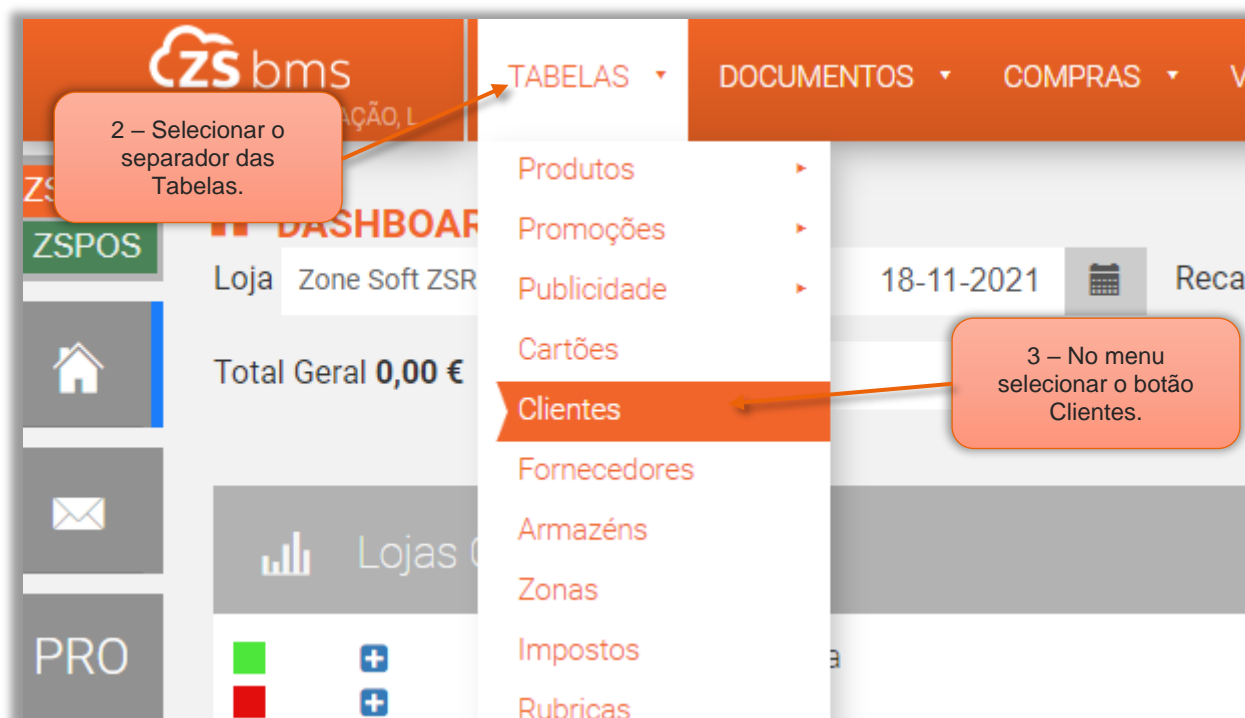 ZS bms
TABELAS
DOCUMENTOS
COMPRAS
V
AÇÃO, L
2 – Selecionar o
separador das
Tabelas.
ZS
ZSPOS
DASHBOAR
Loja Zone Soft ZSR
18-11-2021
Reca
Total Geral 0,00 €
Produtos
Promoções
Publicidade
Cartões
Clientes
Fornecedores
Armazéns
Zonas
Impostos
Rubricas
3 – No menu
selecionar o botão
Clientes.
Lojas
PRO
a